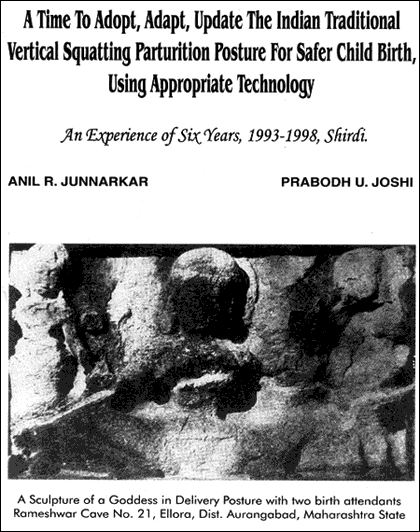 A Time To Adopt, Adapt, Update The Indian Traditional
Vertical Squatting Parturition Posture For Safer Child Birth,
Using Appropriate Technology
An Experience of Six Years, 1993-1998, Shirdi.
ANIL R. JUNNARKAR PRABODH U. JOSHI
A Sculpture of a Goddess in Delivery Posture with two birth attendants
Rameshwar Cave No. 21, Ellora, Dist. Aurangabad, Maharashtra State